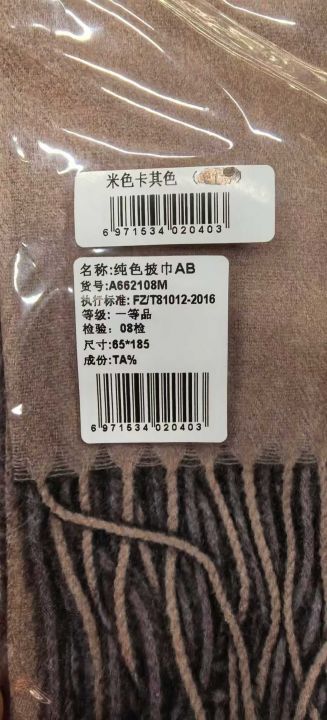 米色卡其色
6 971534 020403
名称:纯色披巾AB
货号:A662108M
执行标准: FZ/T81012-2016
等级: 一等品
检验: 08检
尺寸:65*185
成份:TA%
6 971534 020403